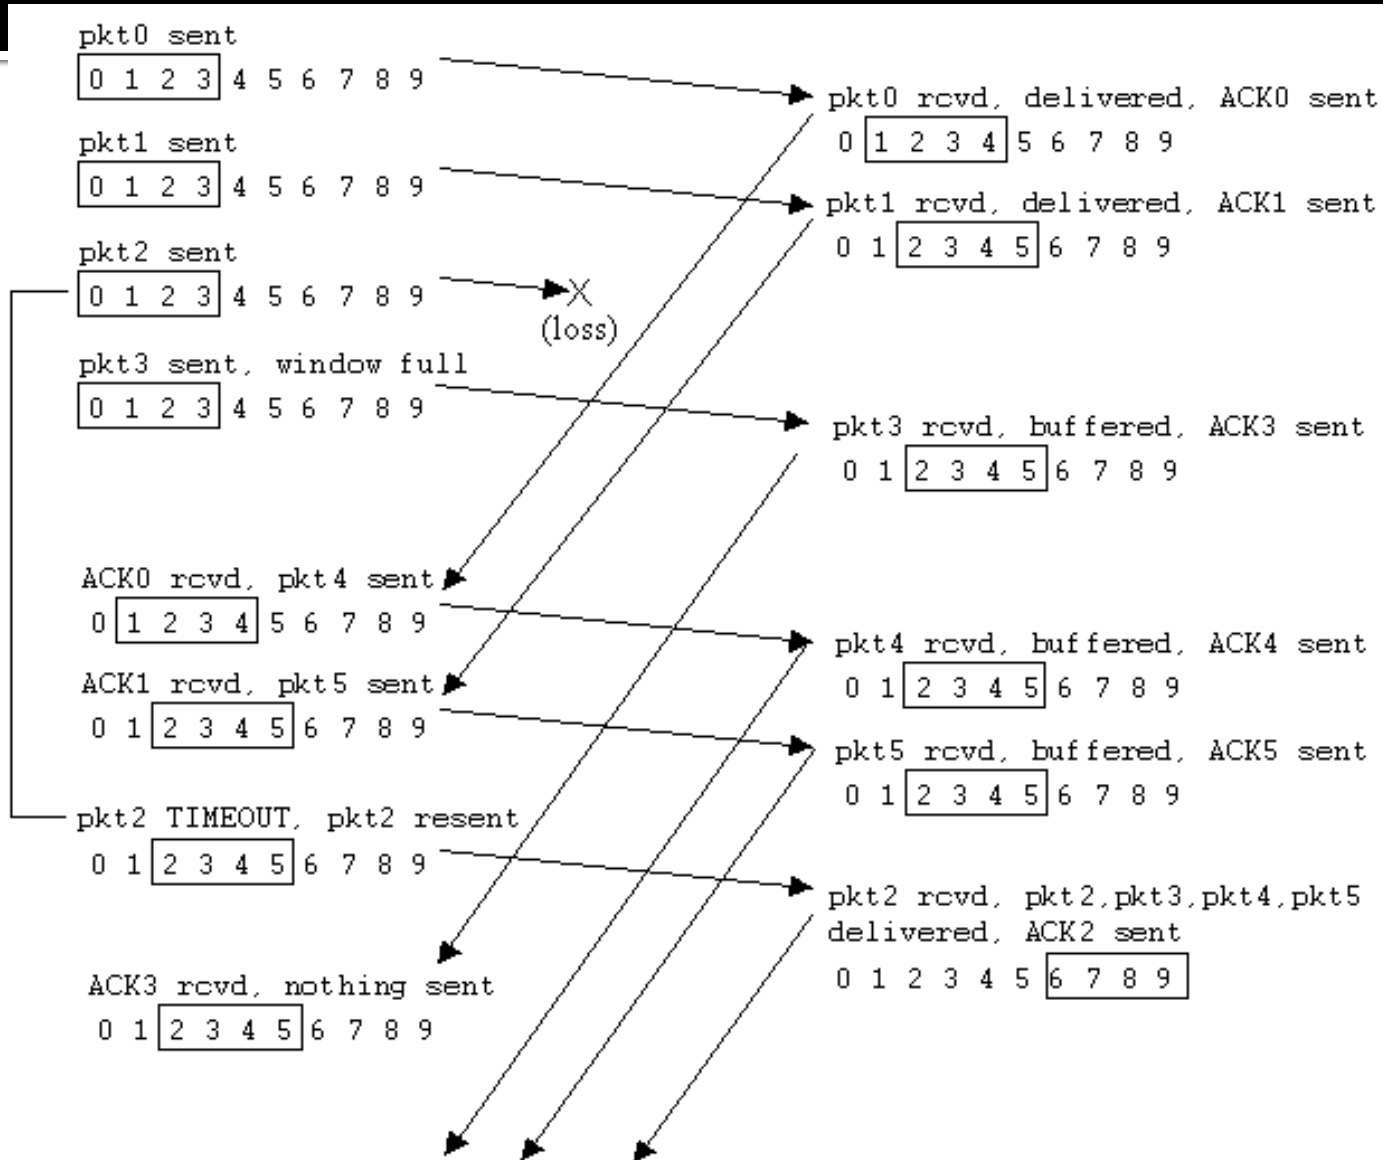 pkt0 sent
0 1 2 3 4 5 6 7 8 9
pkt0 rcvd, delivered, ACK0 sent
0 1 2 3 4 5 6 7 8 9
pkt1 sent
0 1 2 3 4 5 6 7 8 9
pkt1 rcvd, delivered, ACK1 sent
0 1 2 3 4 5 6 7 8 9
pkt2 sent
0 1 2 3 4 5 6 7 8 9
X
(loss)
pkt3 sent, window full
0 1 2 3 4 5 6 7 8 9
pkt3 rcvd, buffered, ACK3 sent
0 1 2 3 4 5 6 7 8 9
ACK0 rcvd, pkt4 sent
0 1 2 3 4 5 6 7 8 9
pkt4 rcvd, buffered, ACK4 sent
0 1 2 3 4 5 6 7 8 9
ACK1 rcvd, pkt5 sent
0 1 2 3 4 5 6 7 8 9
pkt5 rcvd, buffered, ACK5 sent
0 1 2 3 4 5 6 7 8 9
pkt2 TIMEOUT, pkt2 resent
0 1 2 3 4 5 6 7 8 9
pkt2 rcvd, pkt2,pkt3,pkt4,pkt5
delivered, ACK2 sent
0 1 2 3 4 5 6 7 8 9
ACK3 rcvd, nothing sent
0 1 2 3 4 5 6 7 8 9